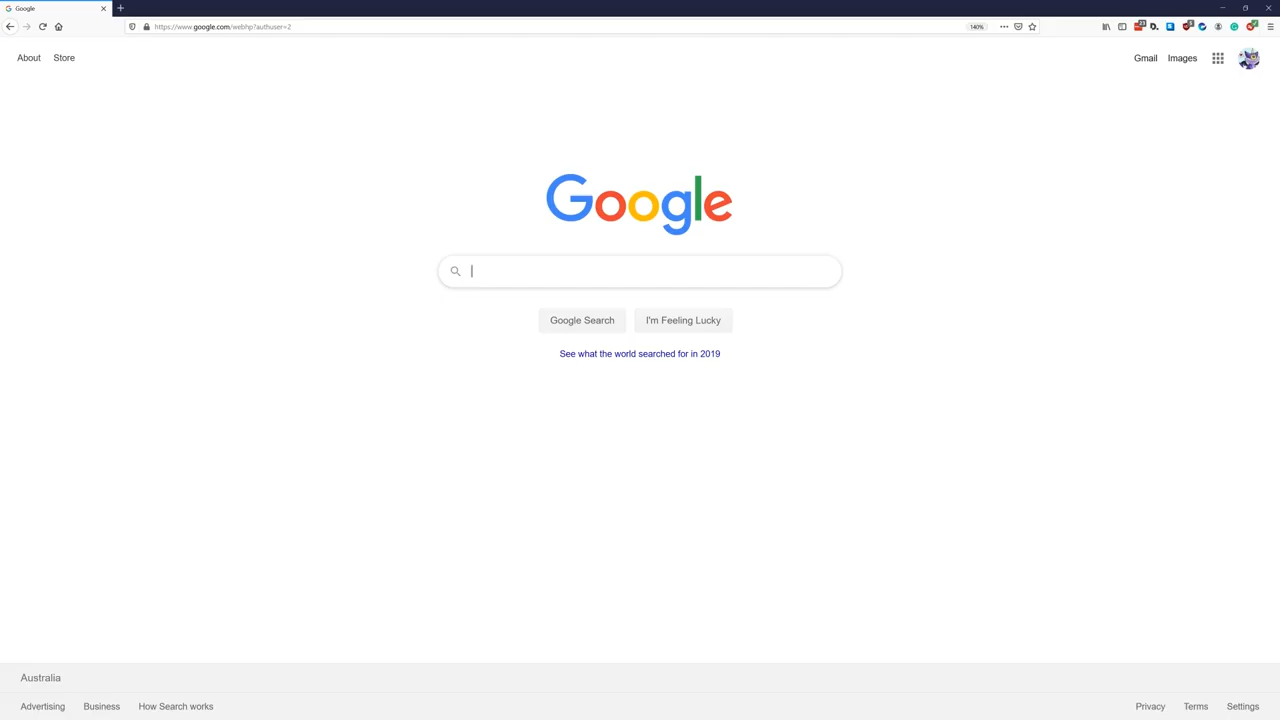 Google
https://www.google.com/webhp?authuser=2
140%
About Store
Gmail Images
Google
Google Search I'm Feeling Lucky
See what the world searched for in 2019
Australia
Advertising Business How Search works
Privacy Terms Settings